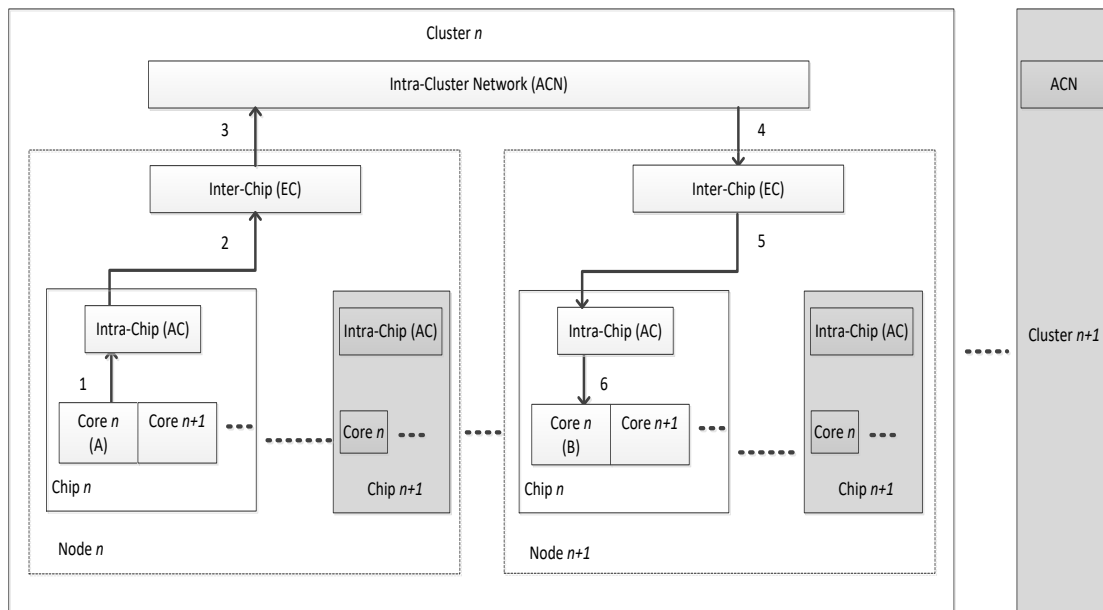 Cluster n
Intra-Cluster Network (ACN)
ACN
3
4
Inter-Chip (EC)
Inter-Chip (EC)
2
5
Intra-Chip (AC)
Intra-Chip (AC)
Intra-Chip (AC)
Intra-Chip (AC)
Cluster n+1
1
6
Core n
(A)
Core n+1
Core n
Core n
(B)
Core n+1
Core n
Chip n
Chip n+1
Chip n
Chip n+1
Node n
Node n+1